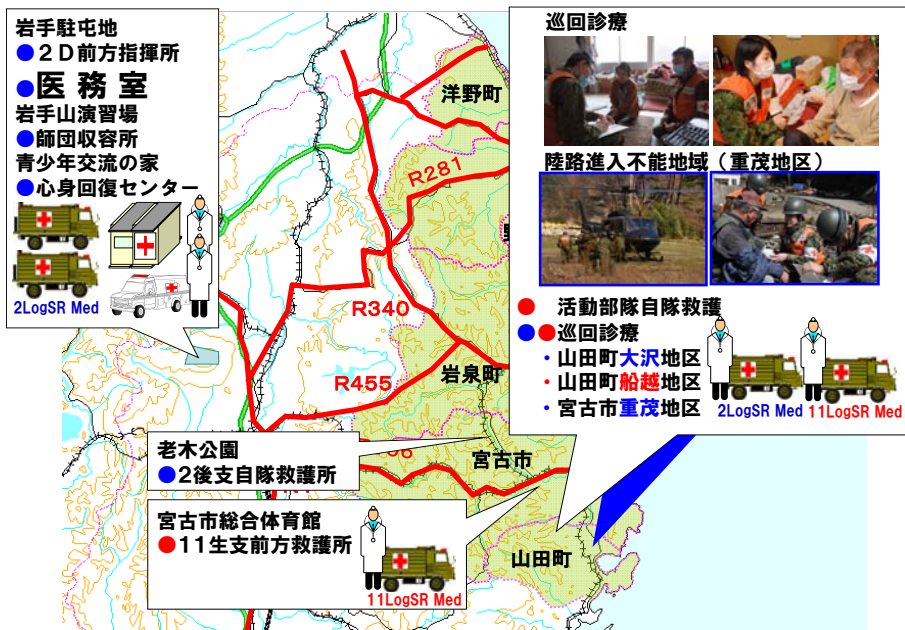 岩手駐屯地
●２Ｄ前方指揮所
●医務室
岩手山演習場
●師団収容所
青少年交流の家
●心身回復センター
2LogSR Med
巡回診療
陸路進入不能地域（重茂地区）
● 活動部隊自隊救護
●●巡回診療
・山田町大沢地区
・山田町船越地区
・宮古市重茂地区
2LogSR Med
11LogSR Med
洋野町
R281
R340
R455
岩泉町
老木公園
●2後支自隊救護所
宮古市
宮古市総合体育館
●11生支前方救護所
11LogSR Med
山田町